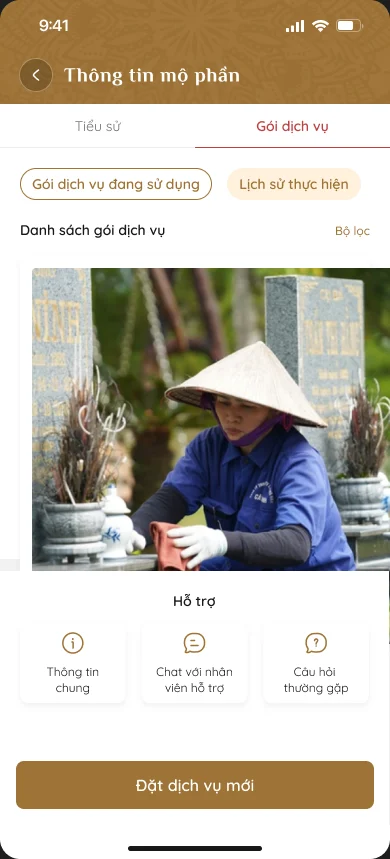 9:41
Thông tin mộ phần
Tiểu sử
Gói dịch vụ
Gói dịch vụ đang sử dụng
Lịch sử thực hiện
Danh sách gói dịch vụ
Bộ lọc
Hỗ trợ
Thông tin
chung
Chat với nhân
viên hỗ trợ
Câu hỏi
thường gặp
Đặt dịch vụ mới